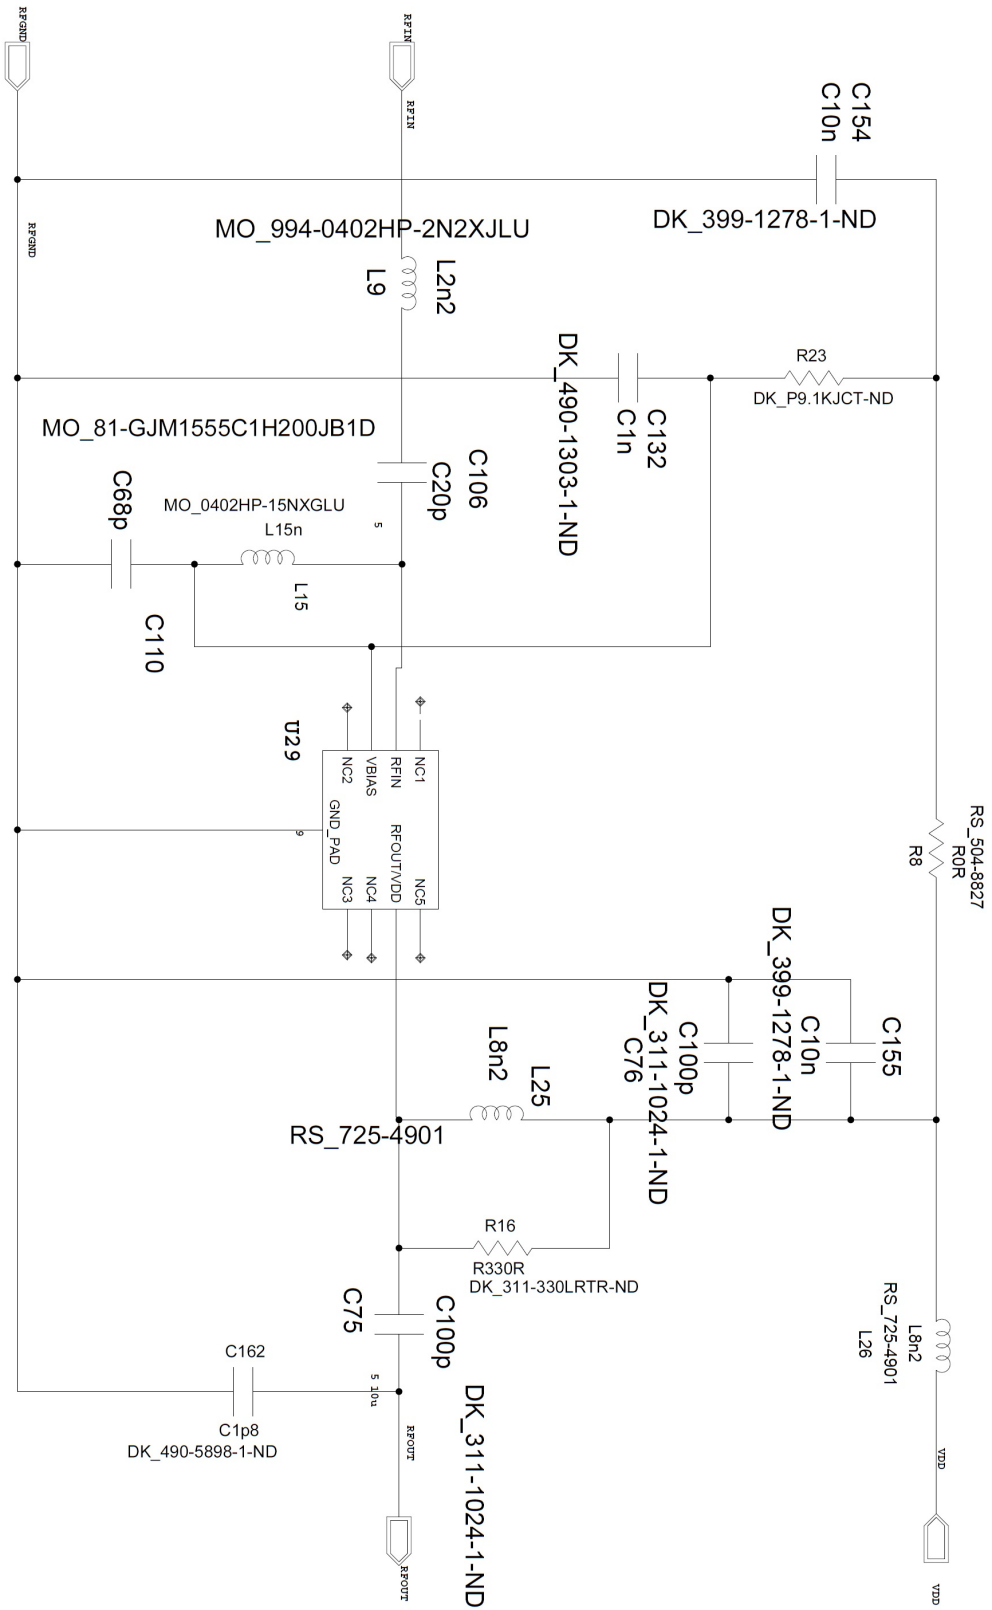 RFGND
RFIN
RFIN
C154
C10n
DK_399-1278-1-ND
RFGND
MO_994-0402HP-2N2XJLU
L2n2
L9
R23
DK_P9.1KJCT-ND
DK_490-1303-1-ND
C132
C1n
MO_81-GJM1555C1H200JB1D
C106
C20p
5
C68p
MO_0402HP-15NXGLU
L15n
L15
C110
U29
NC2
VBIAS
RFIN
NC1
GND_PAD
9
RFOUT/VDD
NC3
NC4
NC5
RS_504-8827
R0R
R8
DK_399-1278-1-ND
C10n
C155
DK_311-1024-1-ND
C100p
C76
L8n2
L25
RS_725-4901
R16
R330R
DK_311-330LRTR-ND
C75
C100p
DK_311-1024-1-ND
RS_725-4901
L8n2
L26
C162
C1p8
DK_490-5898-1-ND
5 10u
RFOUT
RFOUT
VDD
VDD